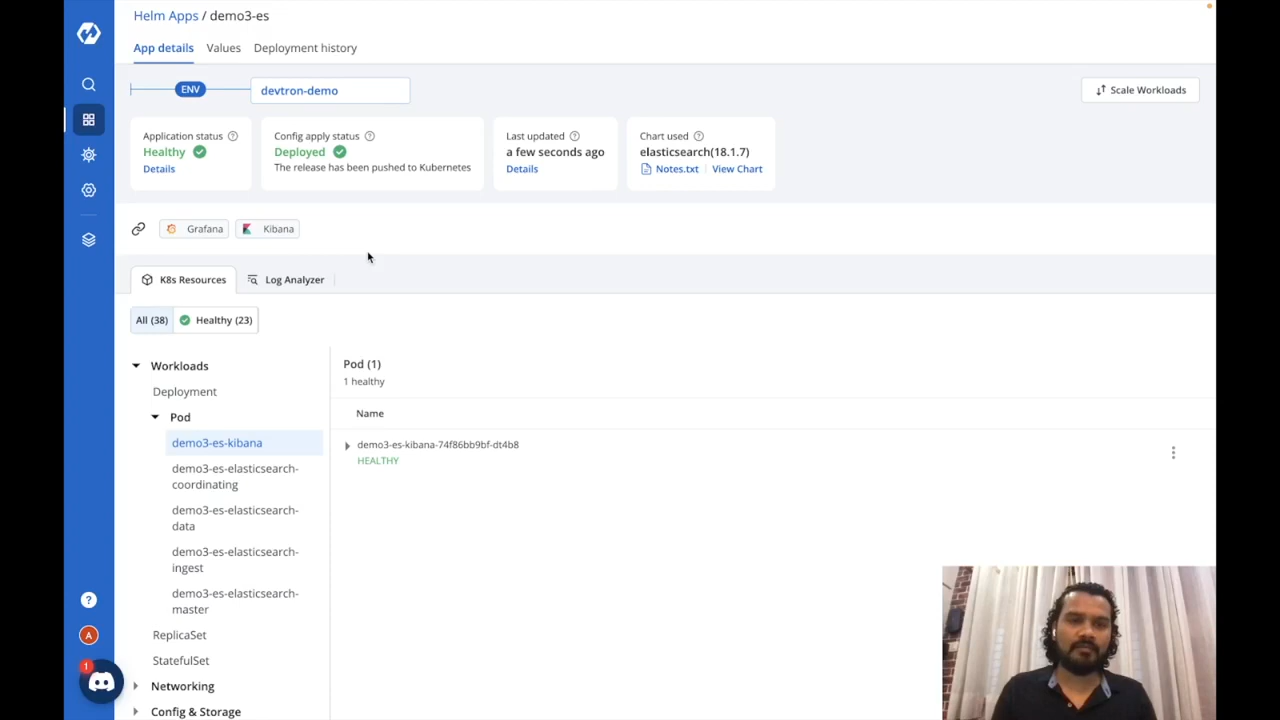 Helm Apps / demo3-es
App details Values Deployment history
ENV devtron-demo
Scale Workloads
Application status
Healthy
Details
Config apply status
Deployed
The release has been pushed to Kubernetes
Last updated
a few seconds ago
Details
Chart used
elasticsearch(18.1.7)
Notes.txt View Chart
Grafana Kibana
K8s Resources Log Analyzer
All (38) Healthy (23)
Workloads
Deployment
Pod
demo3-es-kibana
demo3-es-elasticsearch-
coordinating
demo3-es-elasticsearch-
data
demo3-es-elasticsearch-
ingest
demo3-es-elasticsearch-
master
ReplicaSet
StatefulSet
Networking
Config & Storage
Pod (1)
1 healthy
Name
demo3-es-kibana-74f86bb9bf-dt4b8
HEALTHY
?
A
1